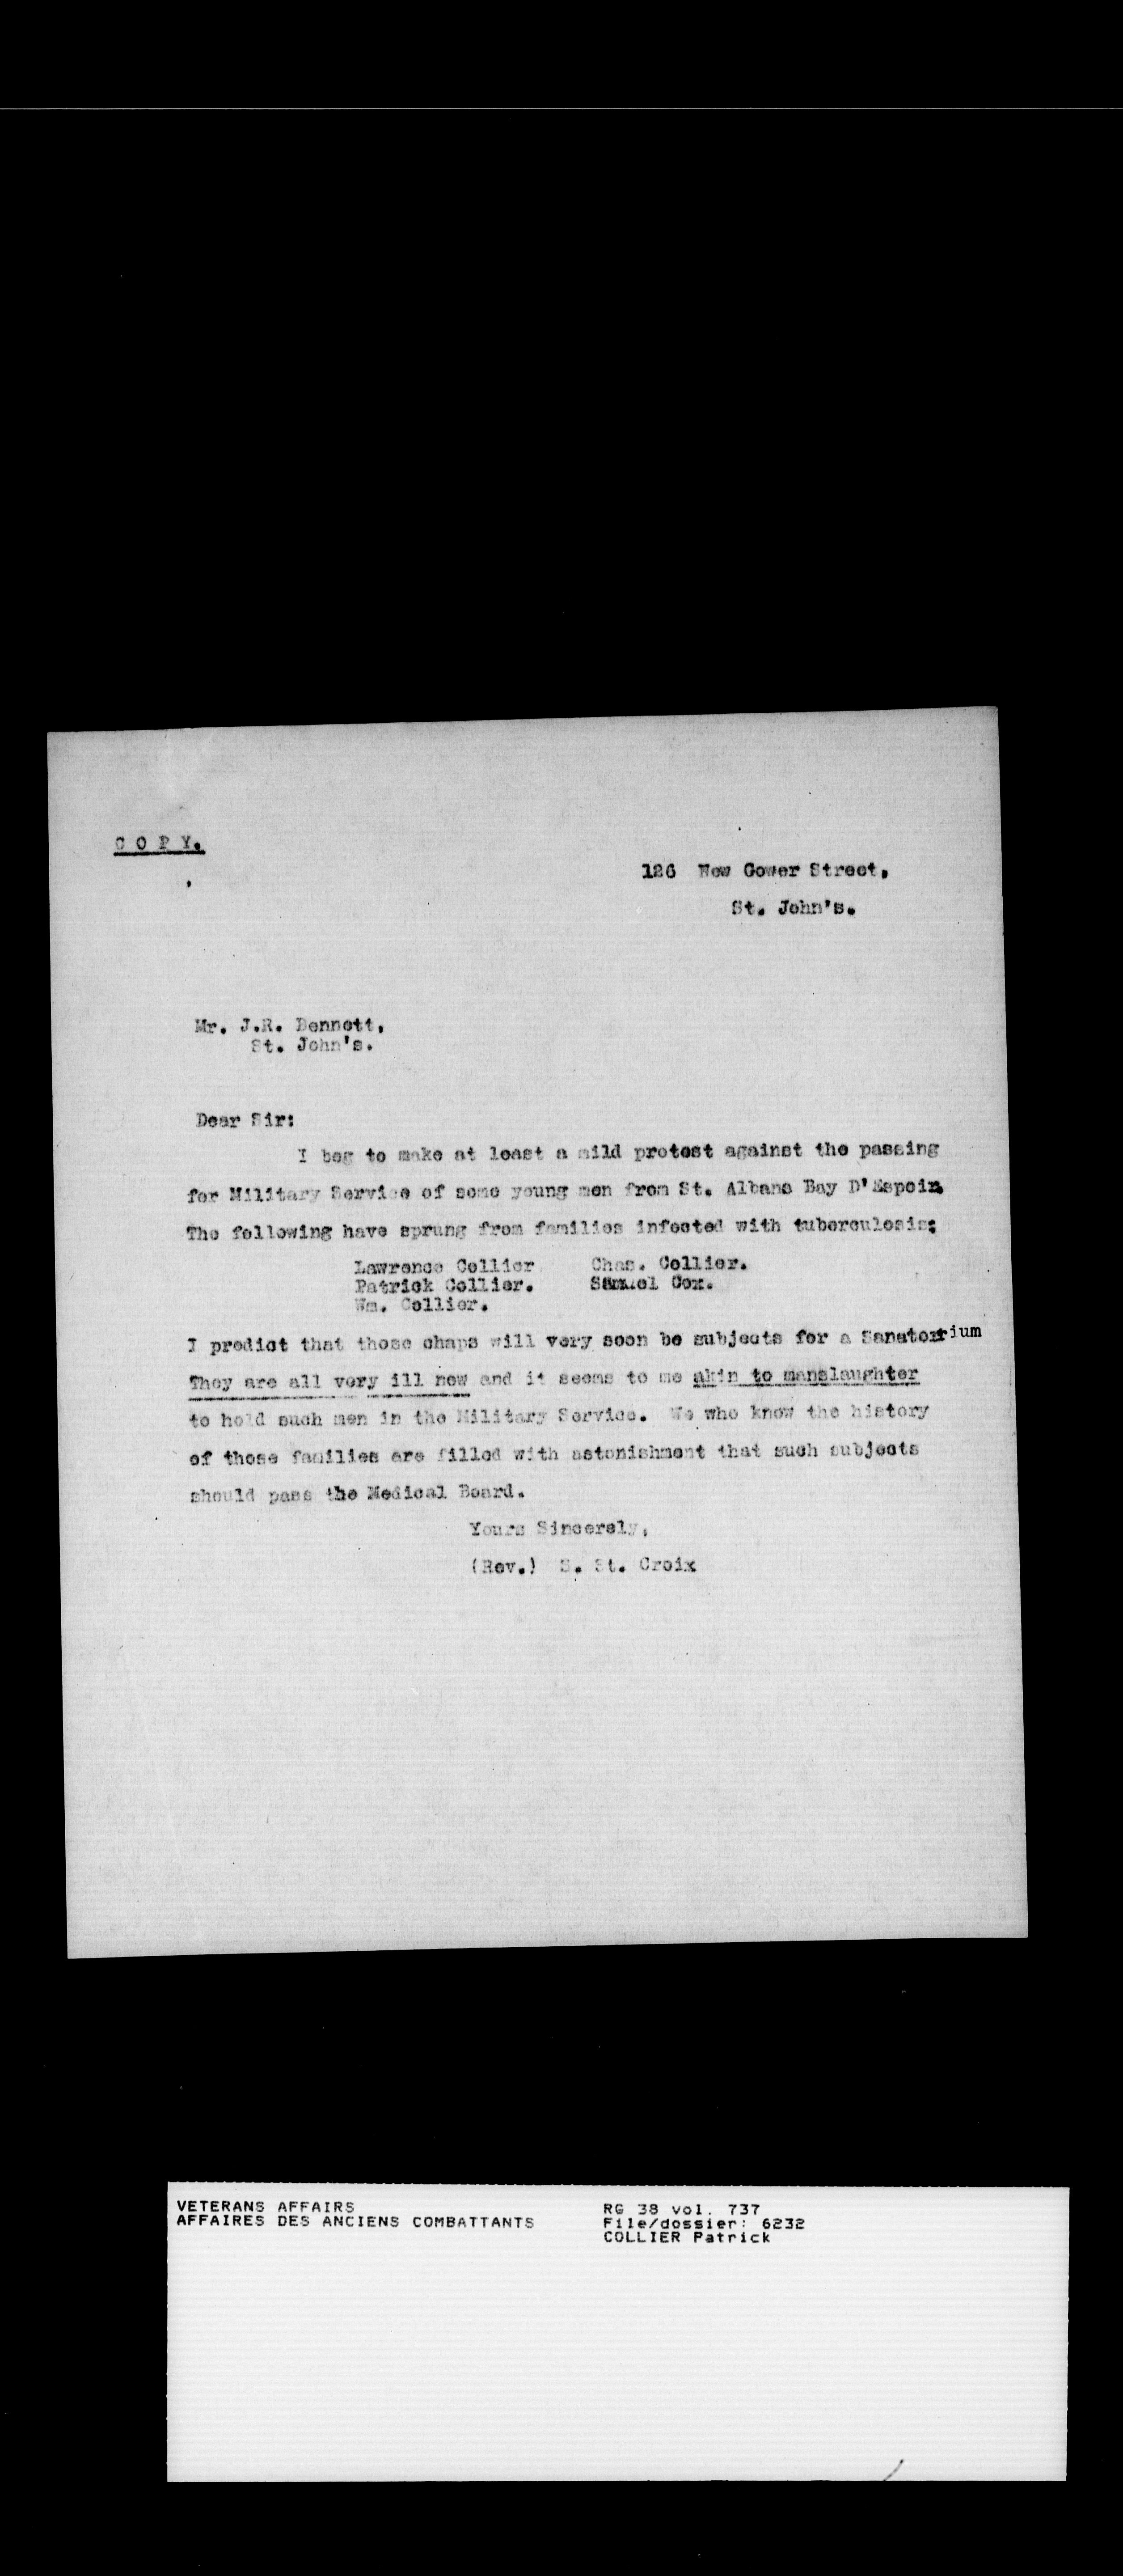 C O P Y.
126 New Gower Street,
St. John's.
Mr. J.R. Bennett,
St. John's.
Dear Sir:
I beg to make at least a mild protest against the passing
for Military Service of some young men from St. Albans Bay D'Espoir.
The following have sprung from families infected with tuberculosis:
Lawrence Collier Chas. Collier.
Patrick Collier. Samuel Cox.
Wm. Collier.
I predict that those chaps will very soon be subjects for a Sanatorium
They are all very ill now and it seems to me akin to manslaughter
to hold such men in the Military Service. We who know the history
of those families are filled with astonishment that such subjects
should pass the Medical Board.
Yours Sincerely,
(Rev.) S. St. Croix
VETERANS AFFAIRS RG 38 vol. 737
AFFAIRES DES ANCIENS COMBATTANTS File/dossier: 6232
COLLIER Patrick